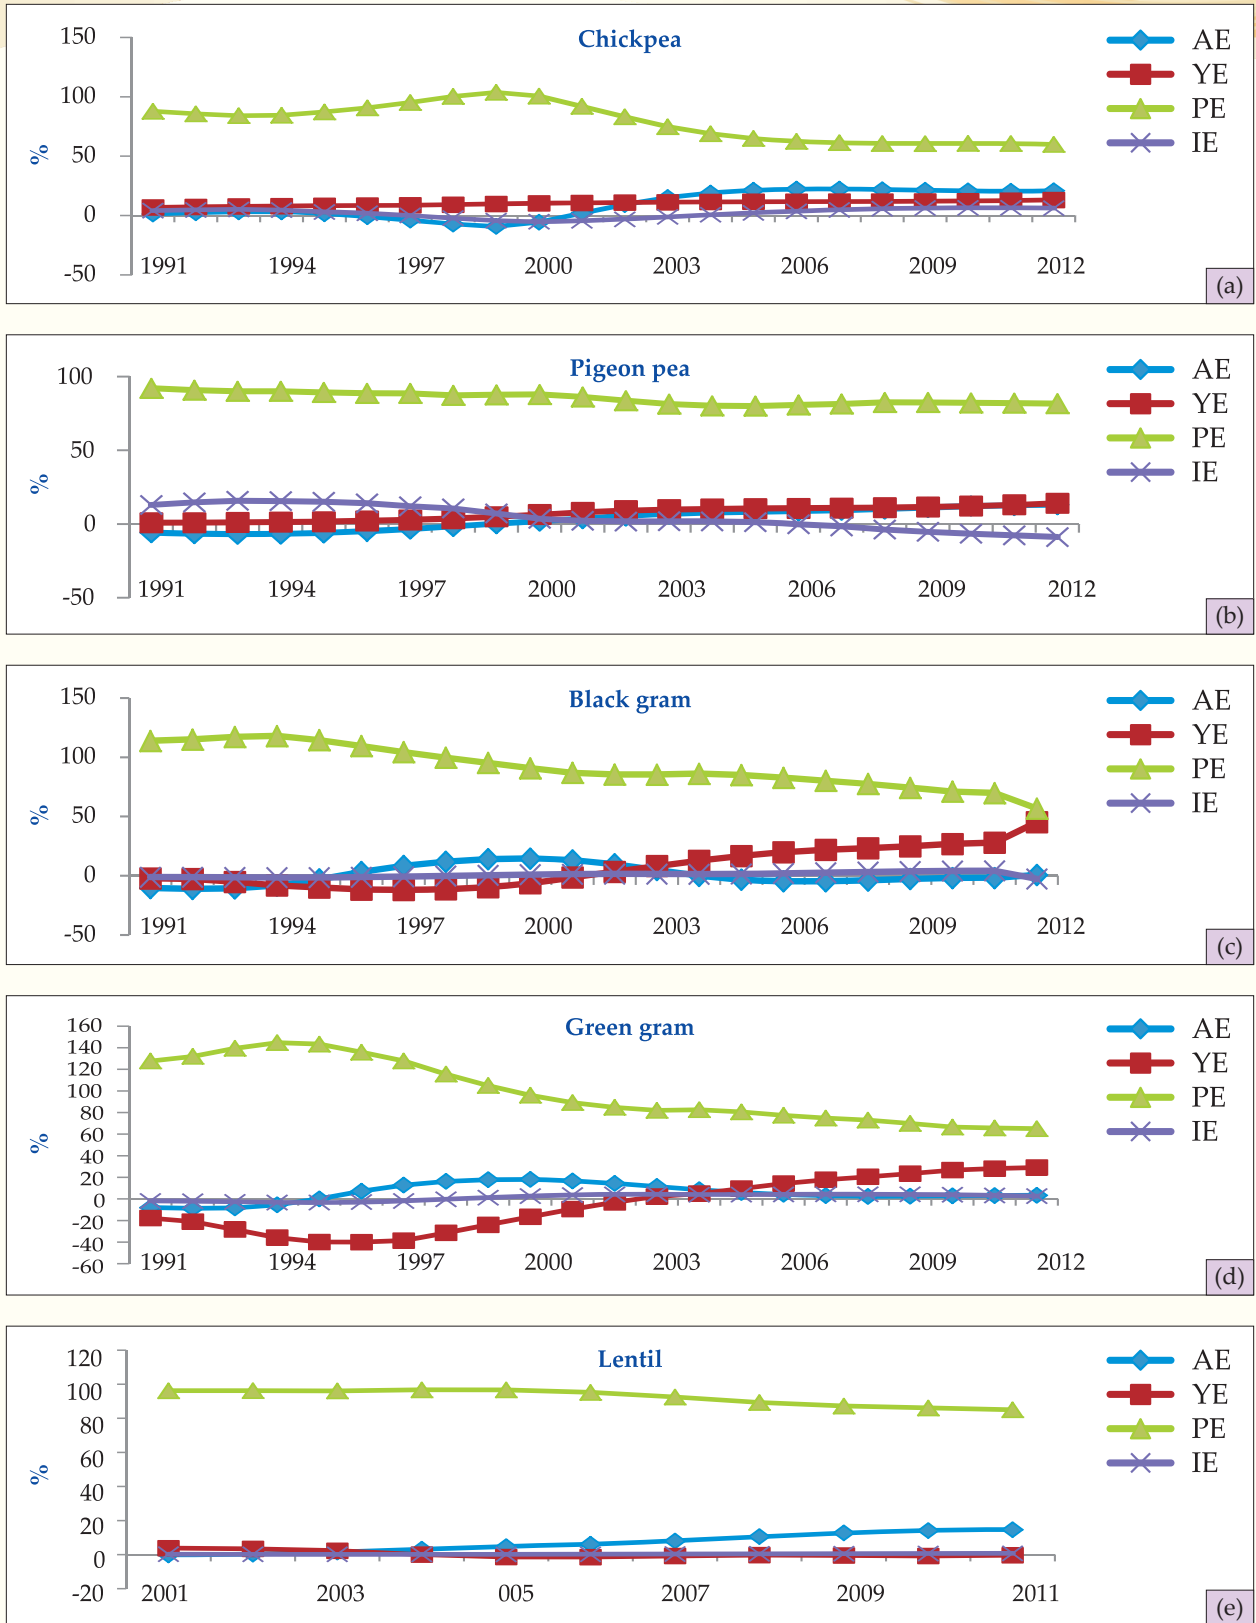 Chickpea
150
100
50
0
-50
%
1991 1994 1997 2000 2003 2006 2009 2012
AE
YE
PE
IE
(a)
Pigeon pea
100
50
0
-50
%
1991 1994 1997 2000 2003 2006 2009 2012
AE
YE
PE
IE
(b)
Black gram
150
100
50
0
-50
%
1991 1994 1997 2000 2003 2006 2009 2012
AE
YE
PE
IE
(c)
Green gram
160
140
120
100
80
60
40
20
0
-20
-40
-60
%
1991 1994 1997 2000 2003 2006 2009 2012
AE
YE
PE
IE
(d)
Lentil
120
100
80
60
40
20
0
-20
%
2001 2003 005 2007 2009 2011
AE
YE
PE
IE
(e)